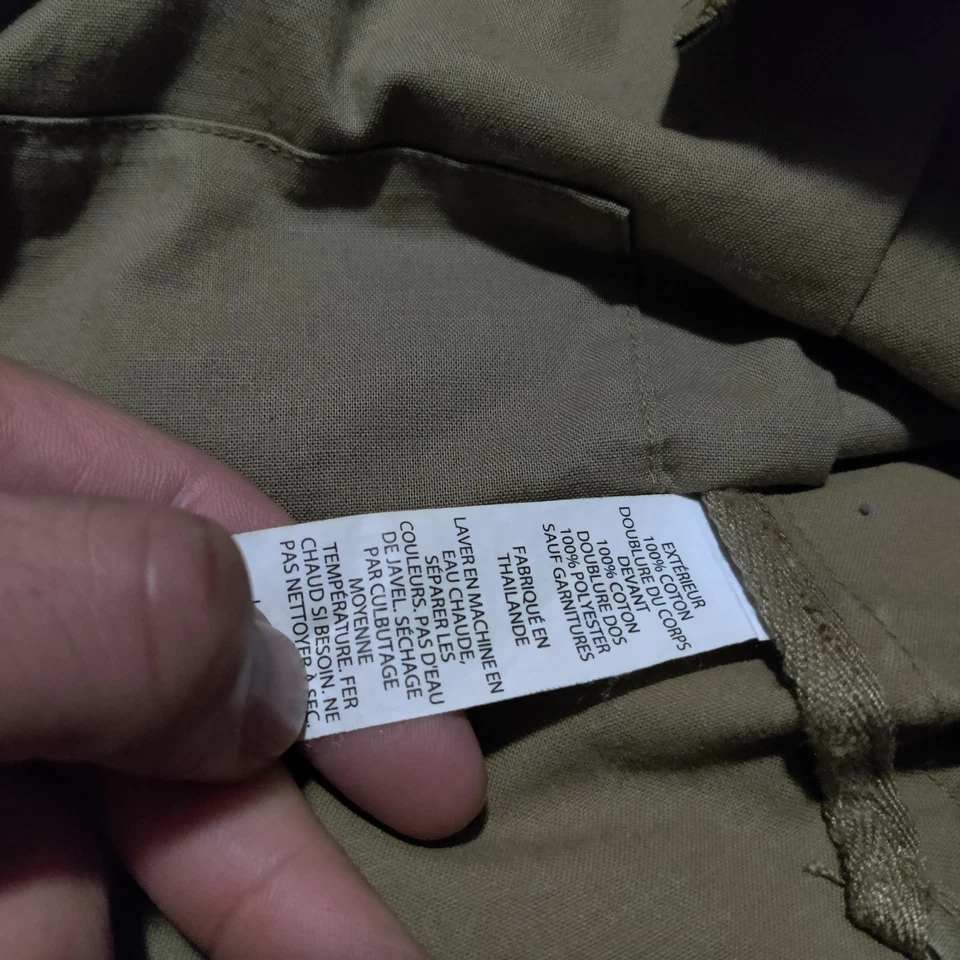 EXTÉRIEUR
100% COTON
DOUBLURE DU CORPS
DEVANT
100% COTON
DOUBLURE DOS
100% POLYESTER
SAUF GARNITURES
FABRIQUÉ EN
THAILANDE
LAVER EN MACHINE EN
EAU CHAUDE,
SÉPARER LES
COULEURS. PAS D'EAU
DE JAVEL. SÉCHAGE
PAR CULBUTAGE
MOYENNE
TEMPÉRATURE. FER
CHAUD SI BESOIN. NE
PAS NETTOYER À SEC.